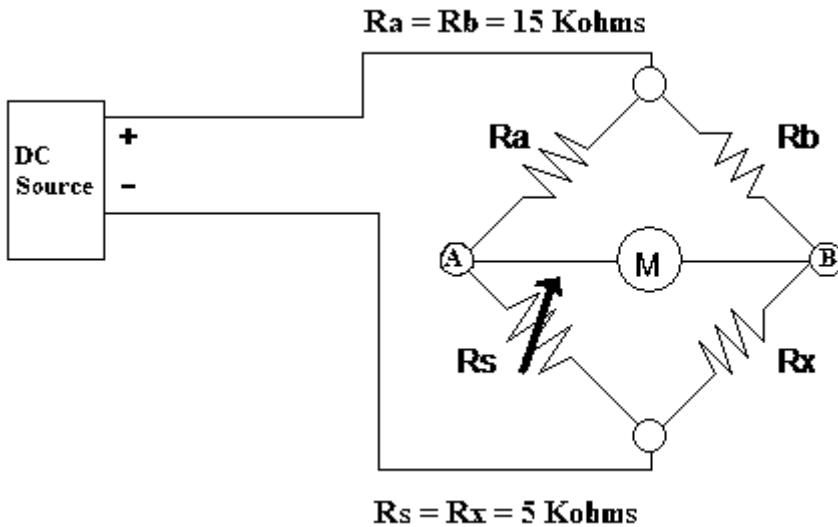 Ra = Rb = 15 Kohms
DC
Source
+
-
Ra
Rb
A
M
B
Rs
Rx
Rs = Rx = 5 Kohms